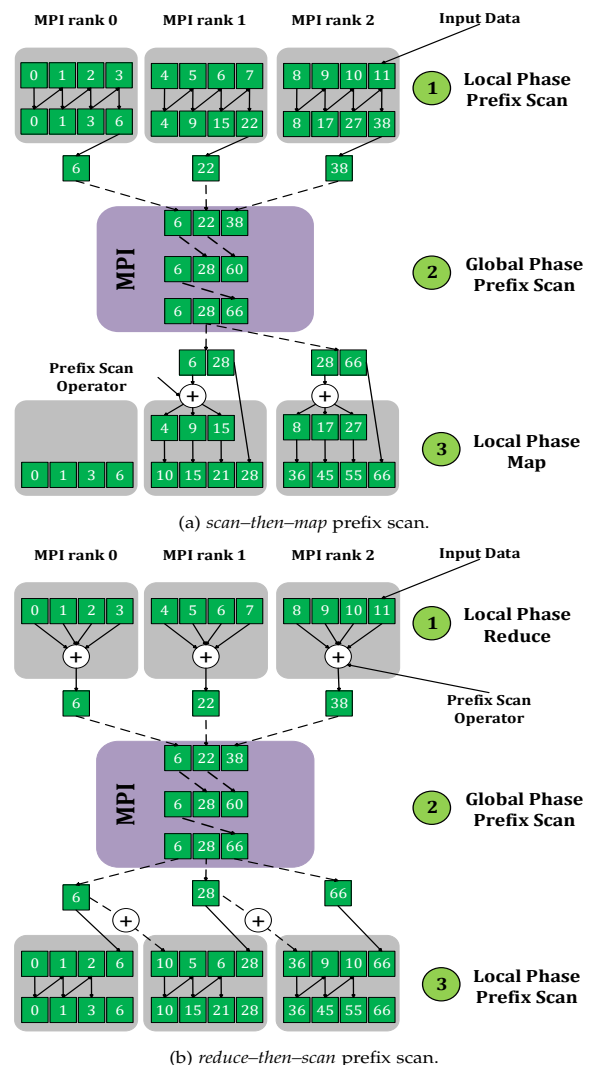 MPI rank 0 MPI rank 1 MPI rank 2 Input Data
0 1 2 3 4 5 6 7 8 9 10 11
1 Local Phase
Prefix Scan
0 1 3 6 4 9 15 22 8 17 27 38
6 22 38
MPI
6 22 38
2 Global Phase
Prefix Scan
6 28 60
6 28 66
6 28 28 66
Prefix Scan
Operator
+ +
4 9 15 8 17 27
3 Local Phase
Map
0 1 3 6 10 15 21 28 36 45 55 66
(a) scan–then–map prefix scan.
MPI rank 0 MPI rank 1 MPI rank 2 Input Data
0 1 2 3 4 5 6 7 8 9 10 11
1 Local Phase
Reduce
+ + +
6 22 38
Prefix Scan
Operator
MPI
6 22 38
2 Global Phase
Prefix Scan
6 28 60
6 28 66
6 28 66
+ +
0 1 2 6 10 5 6 28 36 9 10 66
3 Local Phase
Prefix Scan
0 1 3 6 10 15 21 28 36 45 55 66
(b) reduce–then–scan prefix scan.